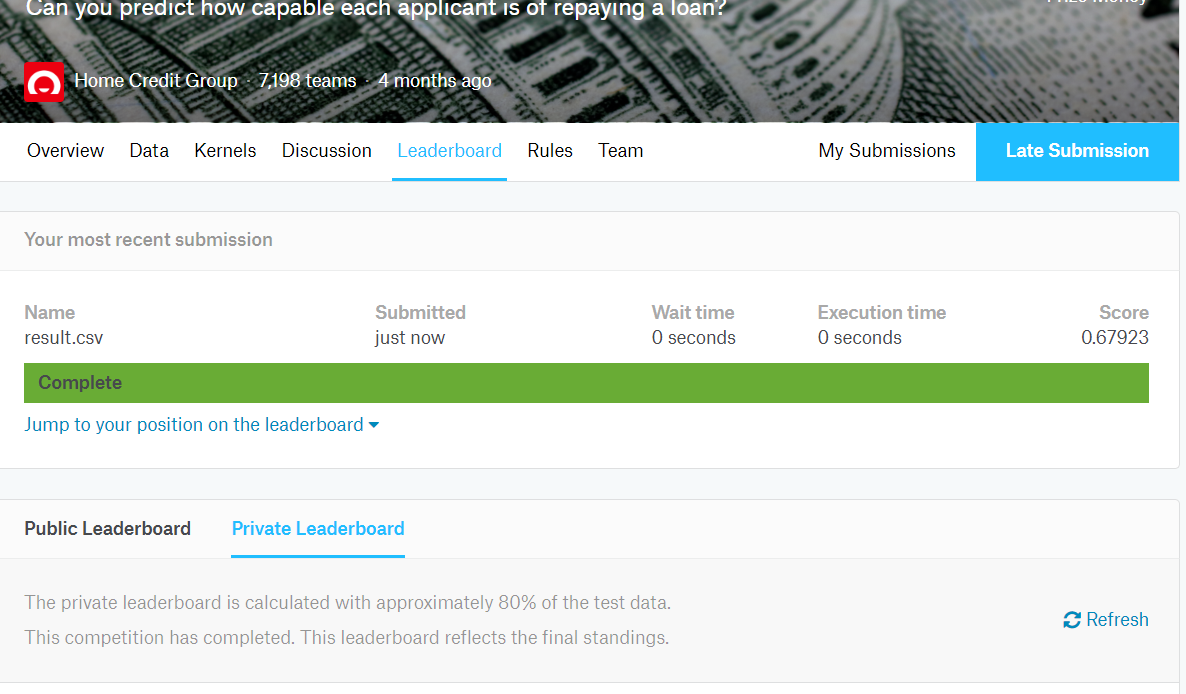 Can you predict how capable each applicant is of repaying a loan?
Prize Money
Home Credit Group · 7,198 teams · 4 months ago
Overview Data Kernels Discussion Leaderboard Rules Team My Submissions Late Submission
Your most recent submission
Name Submitted Wait time Execution time Score
result.csv just now 0 seconds 0 seconds 0.67923
Complete
Jump to your position on the leaderboard
Public Leaderboard Private Leaderboard
The private leaderboard is calculated with approximately 80% of the test data.
Refresh
This competition has completed. This leaderboard reflects the final standings.